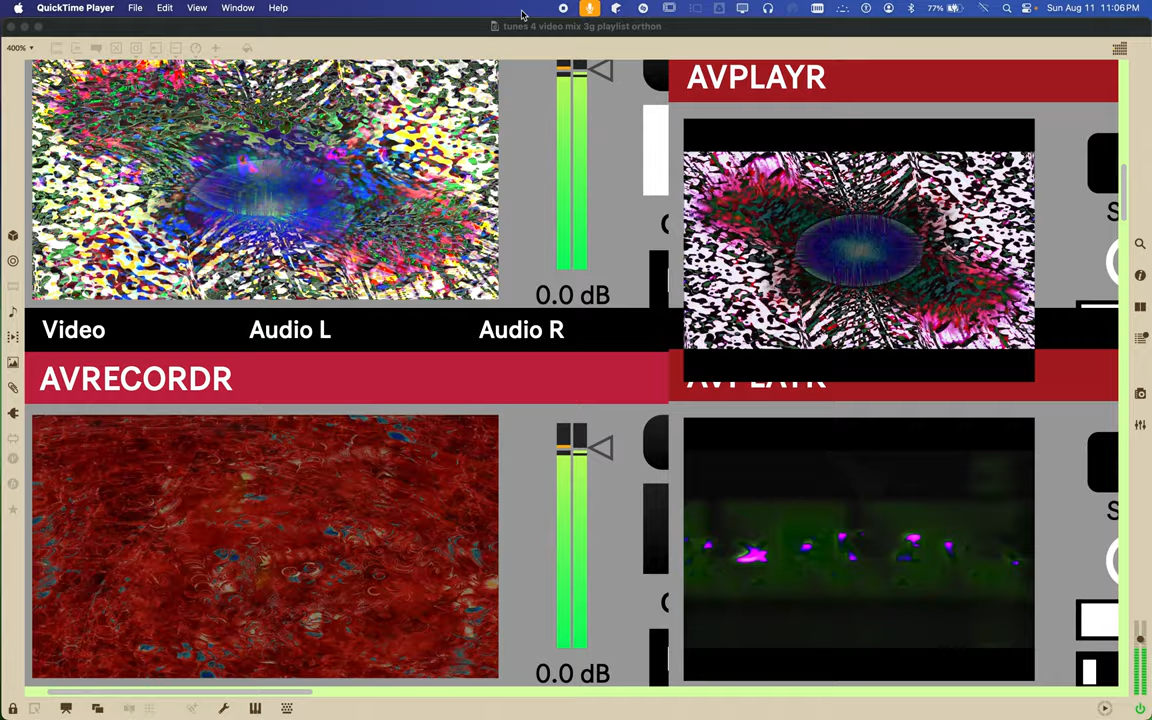 QuickTime Player File Edit View Window Help 77% Sun Aug 11 11:06 PM
tunes 4 video mix 3g playlist orthon
400%
AVPLAYR
0.0 dB
Video Audio L Audio R
AVRECORDR
AVPLAYR
0.0 dB